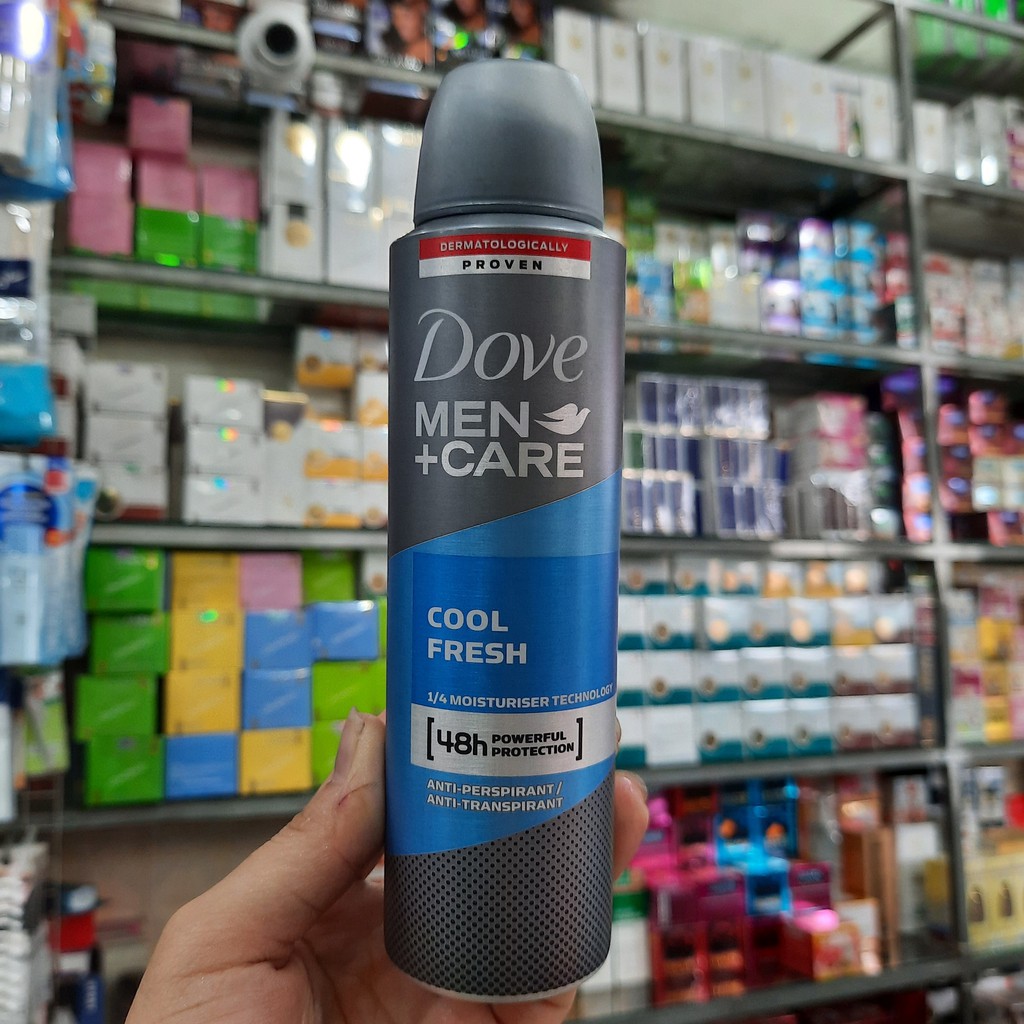 DERMATOLOGICALLY
PROVEN
Dove
MEN
+CARE
COOL
FRESH
1/4 MOISTURISER TECHNOLOGY
[48h POWERFUL
PROTECTION]
ANTI-PERSPIRANT/
ANTI-TRANSPIRANT